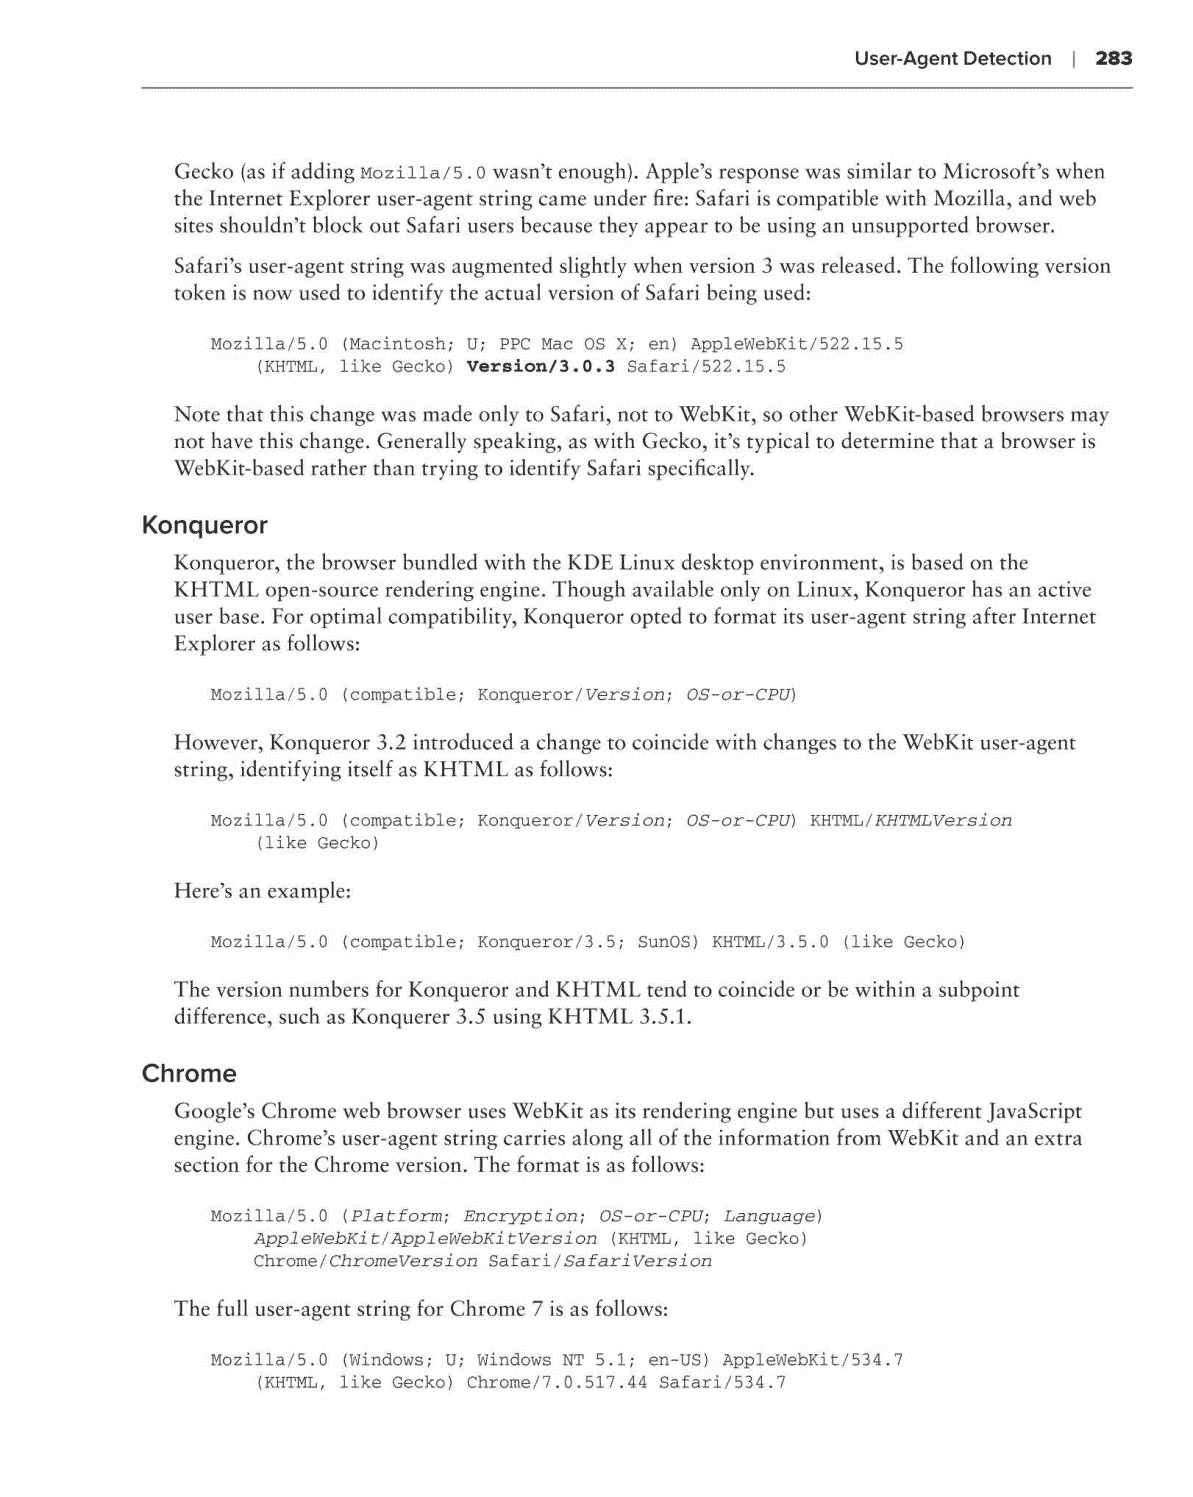 User-Agent Detection | 283
Gecko (as if adding Mozilla/5.0 wasn’t enough). Apple’s response was similar to Microsoft’s when
the Internet Explorer user-agent string came under fire: Safari is compatible with Mozilla, and web
sites shouldn’t block out Safari users because they appear to be using an unsupported browser.
Safari’s user-agent string was augmented slightly when version 3 was released. The following version
token is now used to identify the actual version of Safari being used:
Mozilla/5.0 (Macintosh; U; PPC Mac OS X; en) AppleWebKit/522.15.5
(KHTML, like Gecko) Version/3.0.3 Safari/522.15.5
Note that this change was made only to Safari, not to WebKit, so other WebKit-based browsers may
not have this change. Generally speaking, as with Gecko, it’s typical to determine that a browser is
WebKit-based rather than trying to identify Safari specifically.
Konqueror
Konqueror, the browser bundled with the KDE Linux desktop environment, is based on the
KHTML open-source rendering engine. Though available only on Linux, Konqueror has an active
user base. For optimal compatibility, Konqueror opted to format its user-agent string after Internet
Explorer as follows:
Mozilla/5.0 (compatible; Konqueror/Version; OS-or-CPU)
However, Konqueror 3.2 introduced a change to coincide with changes to the WebKit user-agent
string, identifying itself as KHTML as follows:
Mozilla/5.0 (compatible; Konqueror/Version; OS-or-CPU) KHTML/KHTMLVersion
(like Gecko)
Here’s an example:
Mozilla/5.0 (compatible; Konqueror/3.5; SunOS) KHTML/3.5.0 (like Gecko)
The version numbers for Konqueror and KHTML tend to coincide or be within a subpoint
difference, such as Konquerer 3.5 using KHTML 3.5.1.
Chrome
Google’s Chrome web browser uses WebKit as its rendering engine but uses a different JavaScript
engine. Chrome’s user-agent string carries along all of the information from WebKit and an extra
section for the Chrome version. The format is as follows:
Mozilla/5.0 (Platform; Encryption; OS-or-CPU; Language)
AppleWebKit/AppleWebKitVersion (KHTML, like Gecko)
Chrome/ChromeVersion Safari/SafariVersion
The full user-agent string for Chrome 7 is as follows:
Mozilla/5.0 (Windows; U; Windows NT 5.1; en-US) AppleWebKit/534.7
(KHTML, like Gecko) Chrome/7.0.517.44 Safari/534.7